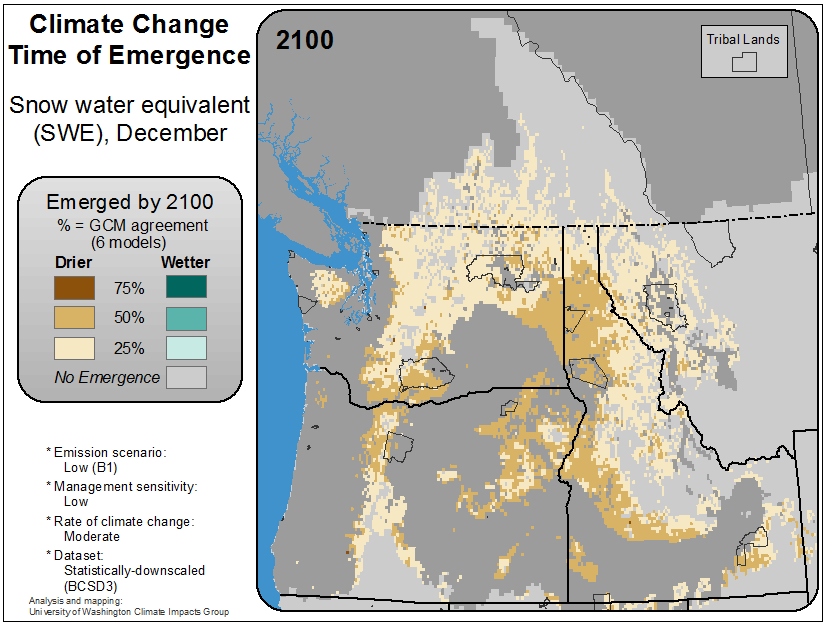 Climate Change
Time of Emergence
Snow water equivalent
(SWE), December
Emerged by 2100
% = GCM agreement
(6 models)
Drier Wetter
75%
50%
25%
No Emergence
* Emission scenario:
Low (B1)
* Management sensitivity:
Low
* Rate of climate change:
Moderate
* Dataset:
Statistically-downscaled
(BCSD3)
Analysis and mapping:
University of Washington Climate Impacts Group
2100
Tribal Lands